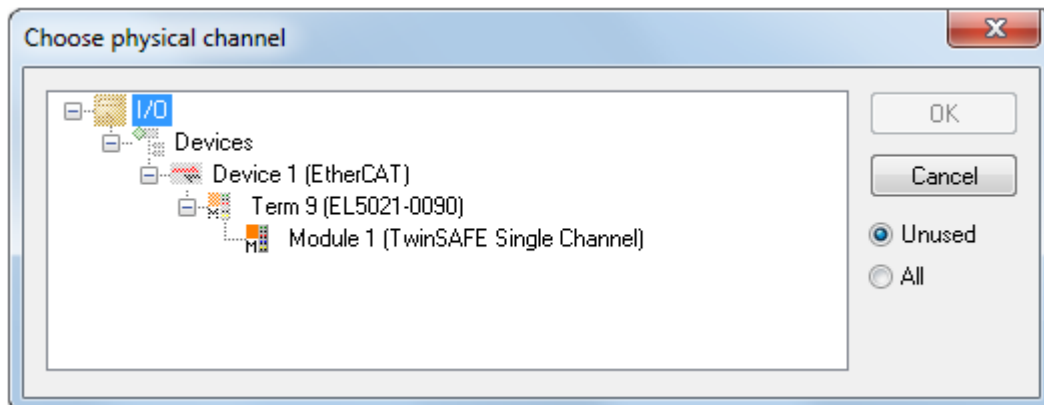 Choose physical channel
I/O
Devices
Device 1 (EtherCAT)
Term 9 (EL5021-0090)
Module 1 (TwinSAFE Single Channel)
OK
Cancel
Unused
All